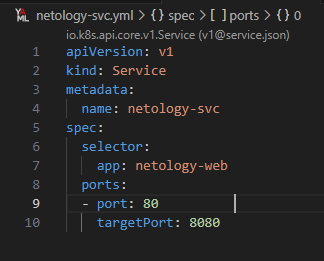 YAML netology-svc.yml > {} spec > [ ] ports > {} 0
io.k8s.api.core.v1.Service (v1@service.json)
1 apiVersion: v1
2 kind: Service
3 metadata:
4   name: netology-svc
5 spec:
6   selector:
7     app: netology-web
8   ports:
9   - port: 80
10     targetPort: 8080